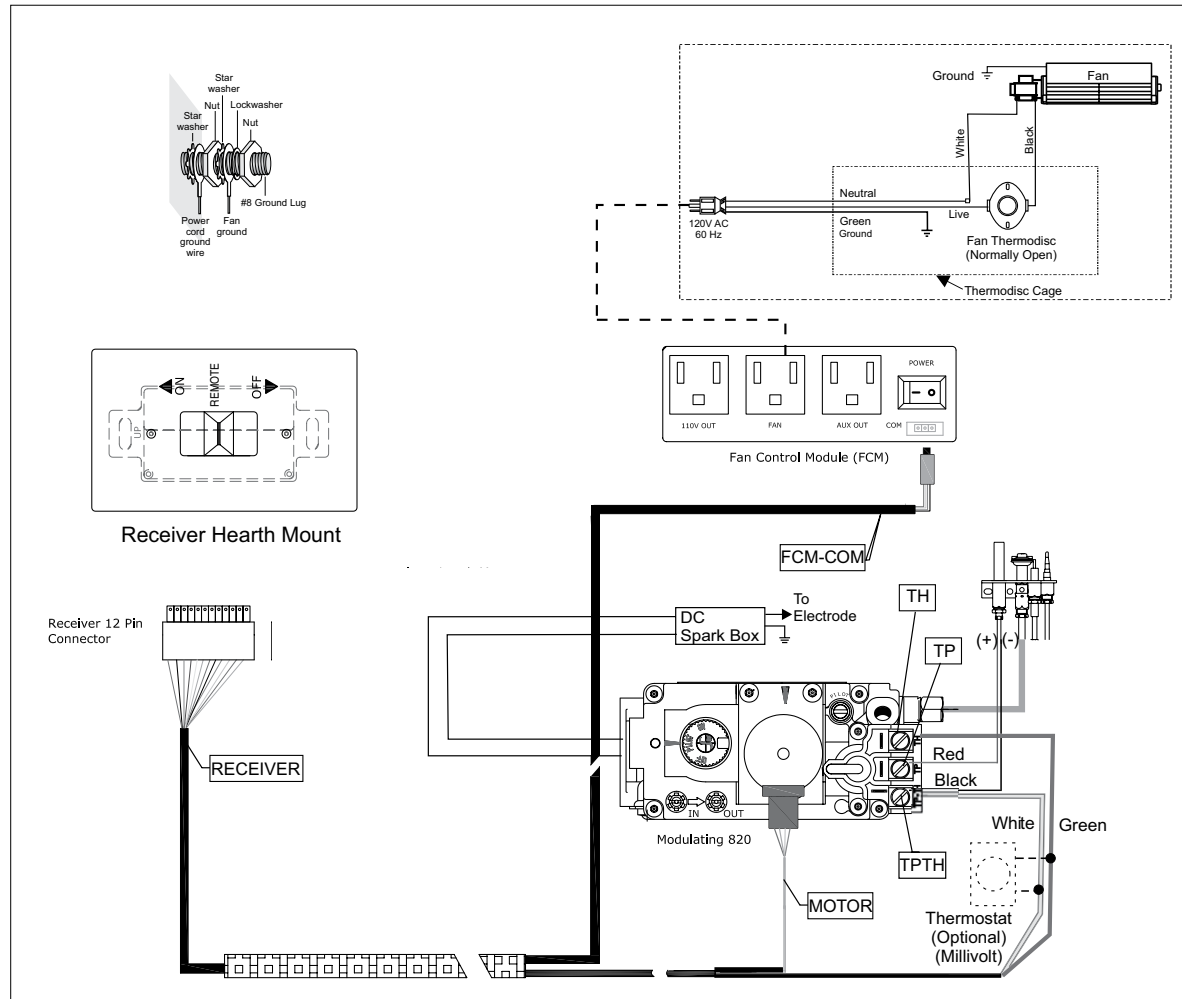 Star
washer
Nut
Lockwasher
Star
washer
Nut
#8 Ground Lug
Power
cord
ground
wire
Fan
ground
Ground
Fan
White
Black
Neutral
Live
Green
Ground
120V AC
60 Hz
Fan Thermodisc
(Normally Open)
Thermodisc Cage
ON
REMOTE
OFF
UP
Receiver Hearth Mount
POWER
110V OUT
FAN
AUX OUT
COM
Fan Control Module (FCM)
FCM-COM
Receiver 12 Pin
Connector
RECEIVER
DC
Spark Box
To
Electrode
TH
TP
(+)
(-)
PILOT
Red
Black
IN
OUT
Modulating 820
White
Green
TPTH
MOTOR
Thermostat
(Optional)
(Millivolt)